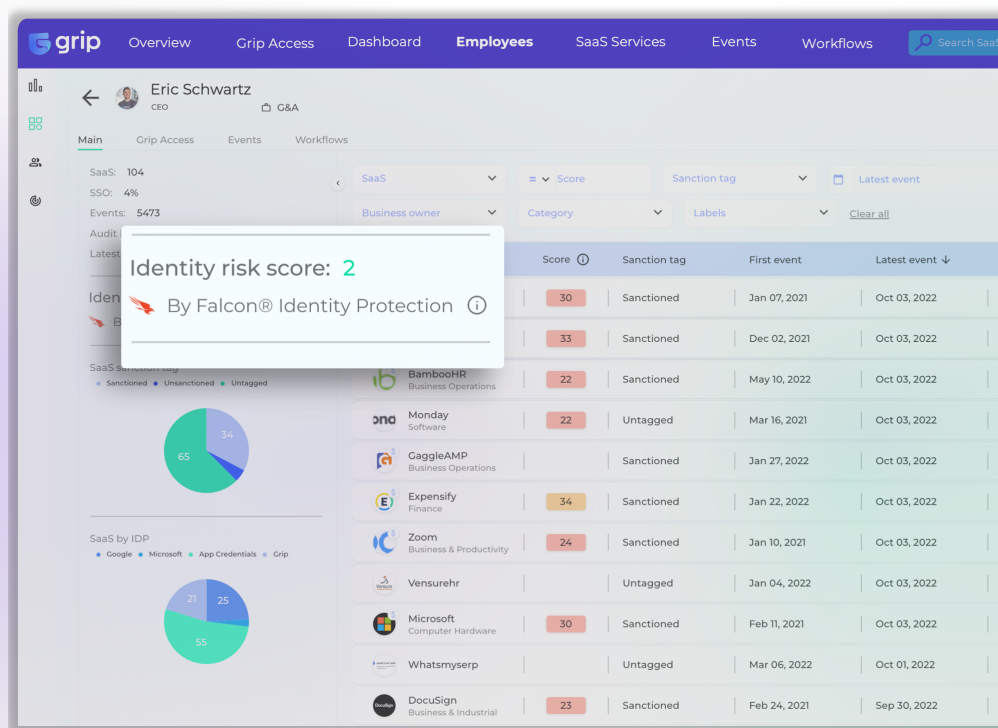 grip Overview Grip Access Dashboard Employees SaaS Services Events Workflows Search SaaS
Eric Schwartz
CEO G&A
Main Grip Access Events Workflows
SaaS: 104
SSO: 4%
Events: 5473
Audit
Latest
SaaS = Score Sanction tag Latest event
Business owner Category Labels Clear all
Identity risk score: 2
By Falcon® Identity Protection
Iden
B
SaaS sanction tag
Sanctioned Unsanctioned Untagged
34
65
SaaS by IDP
Google Microsoft App Credentials Grip
21 25
55
Score Sanction tag First event Latest event
30 Sanctioned Jan 07, 2021 Oct 03, 2022
33 Sanctioned Dec 02, 2021 Oct 03, 2022
BambooHR
Business Operations
22 Sanctioned May 10, 2022 Oct 03, 2022
Monday
Software
22 Untagged Mar 16, 2021 Oct 03, 2022
GaggleAMP
Business Operations
Sanctioned Jan 27, 2022 Oct 03, 2022
Expensify
Finance
34 Sanctioned Jan 22, 2022 Oct 03, 2022
Zoom
Business & Productivity
24 Sanctioned Jan 10, 2021 Oct 03, 2022
Vensurehr
Untagged Jan 04, 2022 Oct 03, 2022
Microsoft
Computer Hardware
30 Sanctioned Feb 11, 2021 Oct 03, 2022
Whatsmyserp
Untagged Mar 06, 2022 Oct 01, 2022
DocuSign
DocuSign
Business & Industrial
23 Sanctioned Feb 24, 2021 Sep 30, 2022